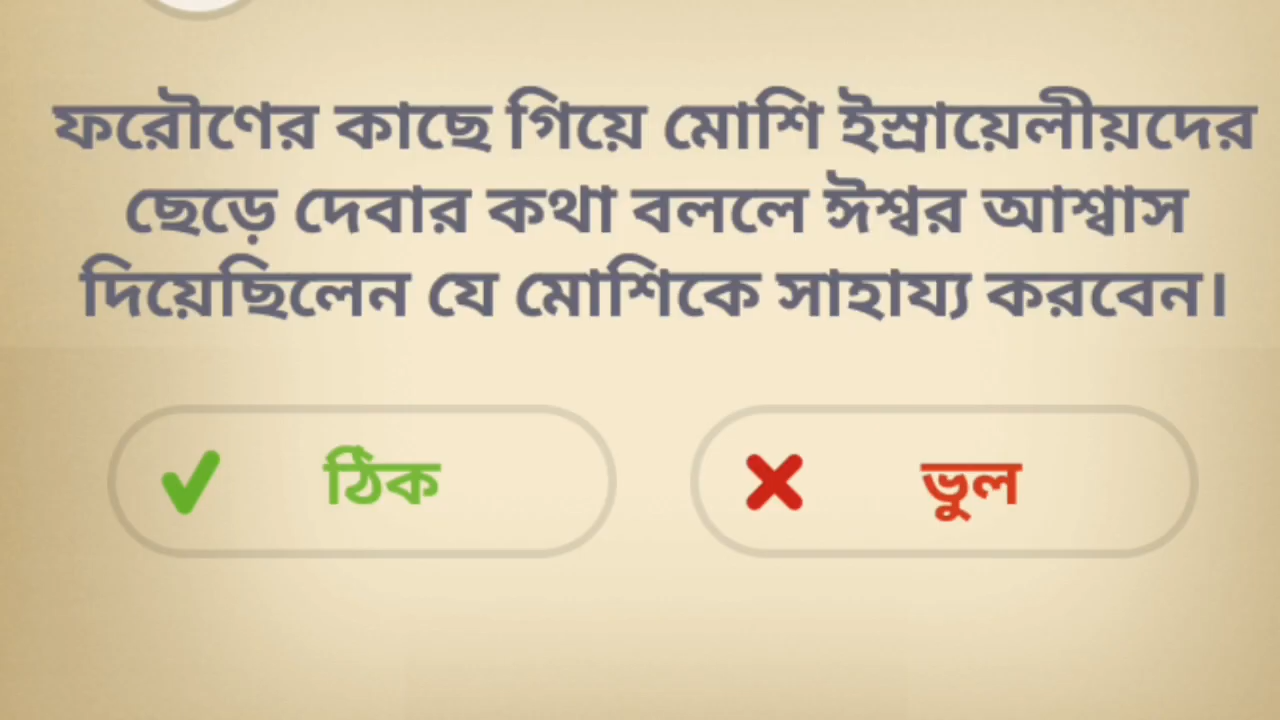 ফরৌণের কাছে গিয়ে মোশি ইস্রায়েলীয়দের
ছেড়ে দেবার কথা বললে ঈশ্বর আশ্বাস
দিয়েছিলেন যে মোশিকে সাহায্য করবেন।
ঠিক
ভুল